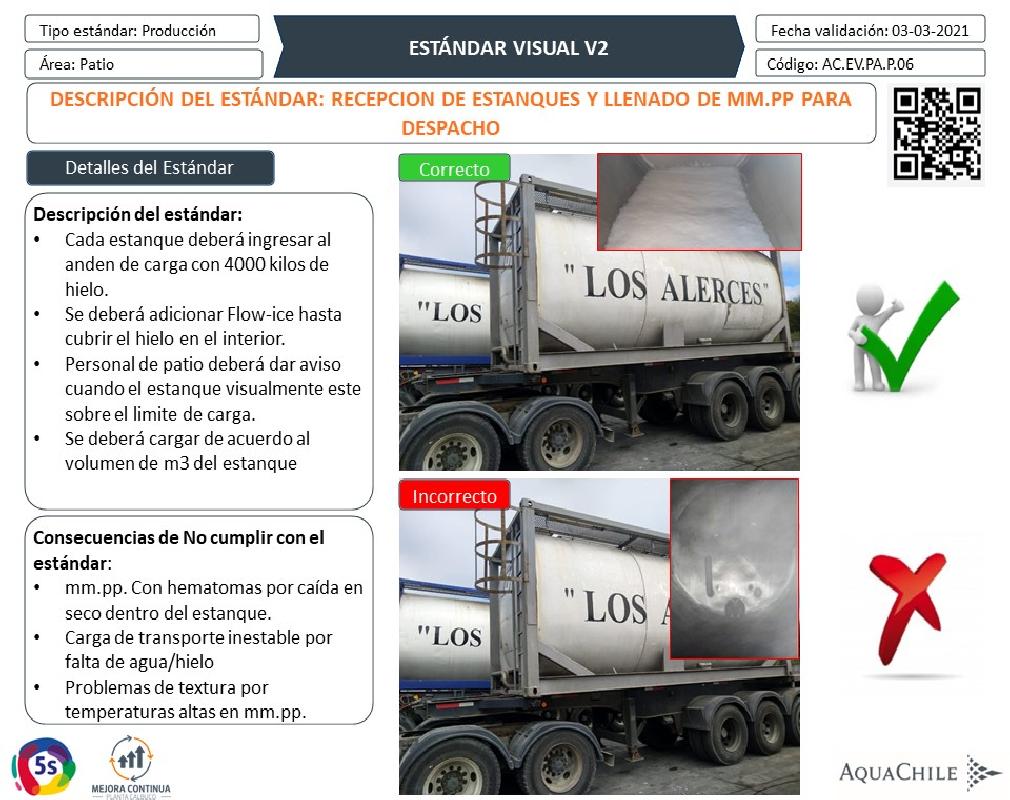 Tipo estándar: Producción
Área: Patio
ESTÁNDAR VISUAL V2
Fecha validación: 03-03-2021
Código: AC.EV.PA.P.06
DESCRIPCIÓN DEL ESTÁNDAR: RECEPCION DE ESTANQUES Y LLENADO DE MM.PP PARA
DESPACHO
Detalles del Estándar
Descripción del estándar:
• Cada estanque deberá ingresar al
anden de carga con 4000 kilos de
hielo.
• Se deberá adicionar Flow-ice hasta
cubrir el hielo en el interior.
• Personal de patio deberá dar aviso
cuando el estanque visualmente este
sobre el limite de carga.
• Se deberá cargar de acuerdo al
volumen de m3 del estanque
Consecuencias de No cumplir con el
estándar:
• mm.pp. Con hematomas por caída en
seco dentro del estanque.
• Carga de transporte inestable por
falta de agua/hielo
• Problemas de textura por
temperaturas altas en mm.pp.
Correcto
"LOS
" LOS ALERCES"
Incorrecto
"LOS
" LOS A
5s
MEJORA CONTINUA
PLANTA CALBUCO
AQUACHILE